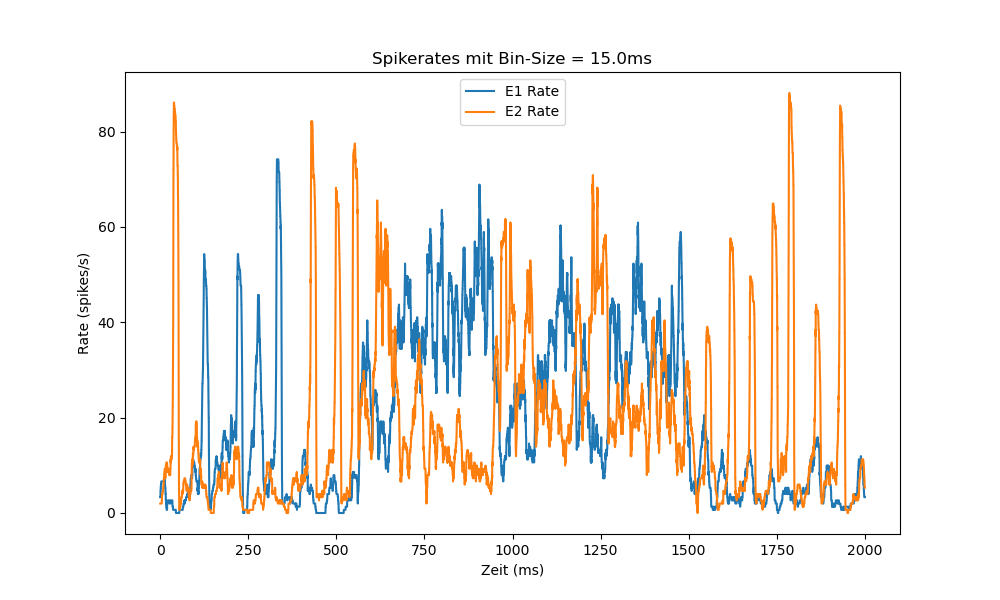 Spikerates mit Bin-Size = 15.0ms
E1 Rate
E2 Rate
Rate (spikes/s)
80
60
40
20
0
0 250 500 750 1000 1250 1500 1750 2000
Zeit (ms)